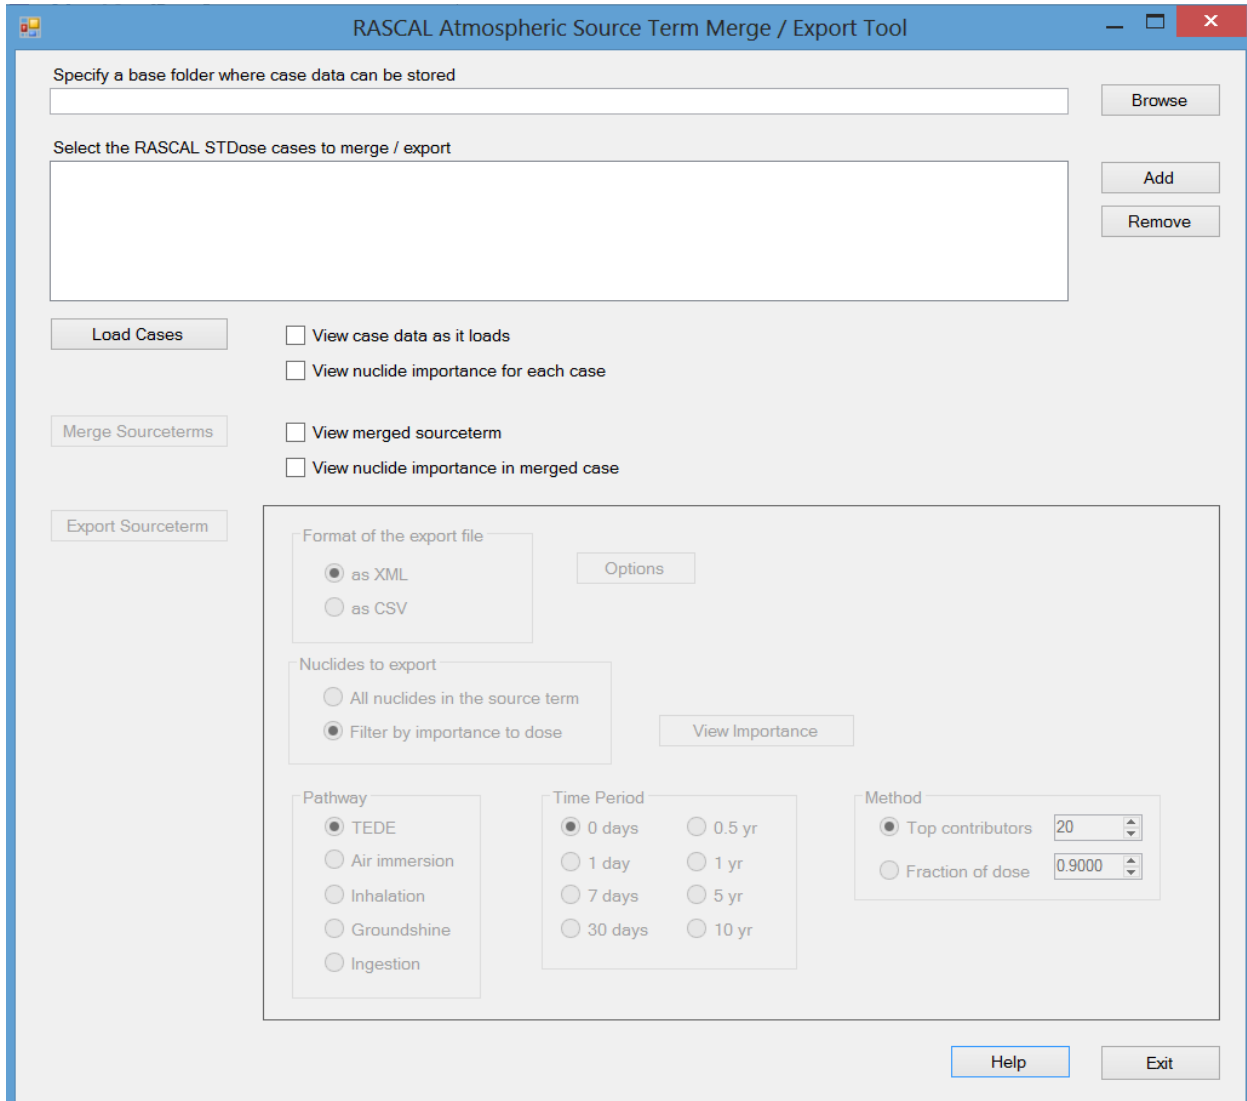 RASCAL Atmospheric Source Term Merge / Export Tool
Specify a base folder where case data can be stored
Browse
Select the RASCAL STDose cases to merge / export
Add
Remove
Load Cases
View case data as it loads
View nuclide importance for each case
Merge Sourceterms
View merged sourceterm
View nuclide importance in merged case
Export Sourceterm
Format of the export file
as XML
as CSV
Options
Nuclides to export
All nuclides in the source term
Filter by importance to dose
View Importance
Pathway
TEDE
Air immersion
Inhalation
Groundshine
Ingestion
Time Period
0 days
0.5 yr
1 day
1 yr
7 days
5 yr
30 days
10 yr
Method
Top contributors 20
Fraction of dose 0.9000
Help
Exit